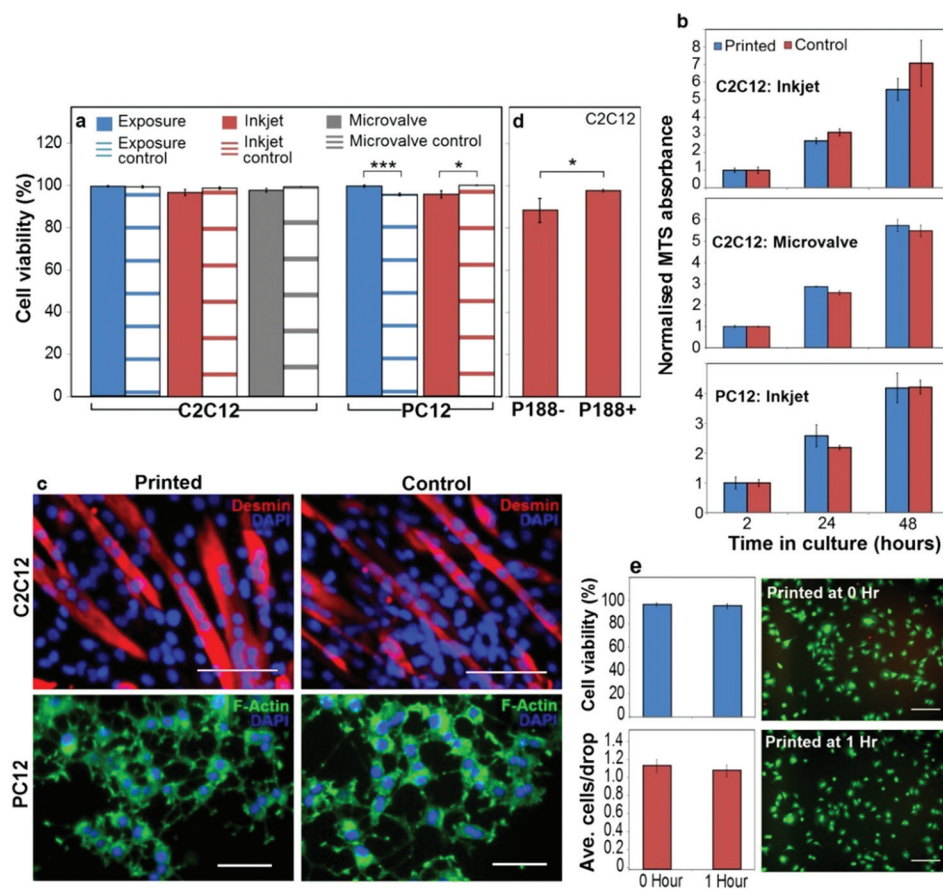 a
Exposure
Inkjet
Microvalve
Exposure control
Inkjet control
Microvalve control
Cell viability (%)
120
100
80
60
40
20
0
***
*
C2C12
PC12
d
C2C12
*
P188-
P188+
b
Printed
Control
Normalised MTS absorbance
C2C12: Inkjet
8
7
6
5
4
3
2
1
0
C2C12: Microvalve
6
5
4
3
2
1
0
PC12: Inkjet
4
3
2
1
0
2
24
48
Time in culture (hours)
c
Printed
Control
C2C12
Desmin
DAPI
Desmin
DAPI
PC12
F-Actin
DAPI
F-Actin
DAPI
e
Cell viability (%)
100
80
60
40
20
0
Printed at 0 Hr
Ave. cells/drop
1.4
1.2
1.0
0.8
0.6
0.4
0.2
0
0 Hour
1 Hour
Printed at 1 Hr